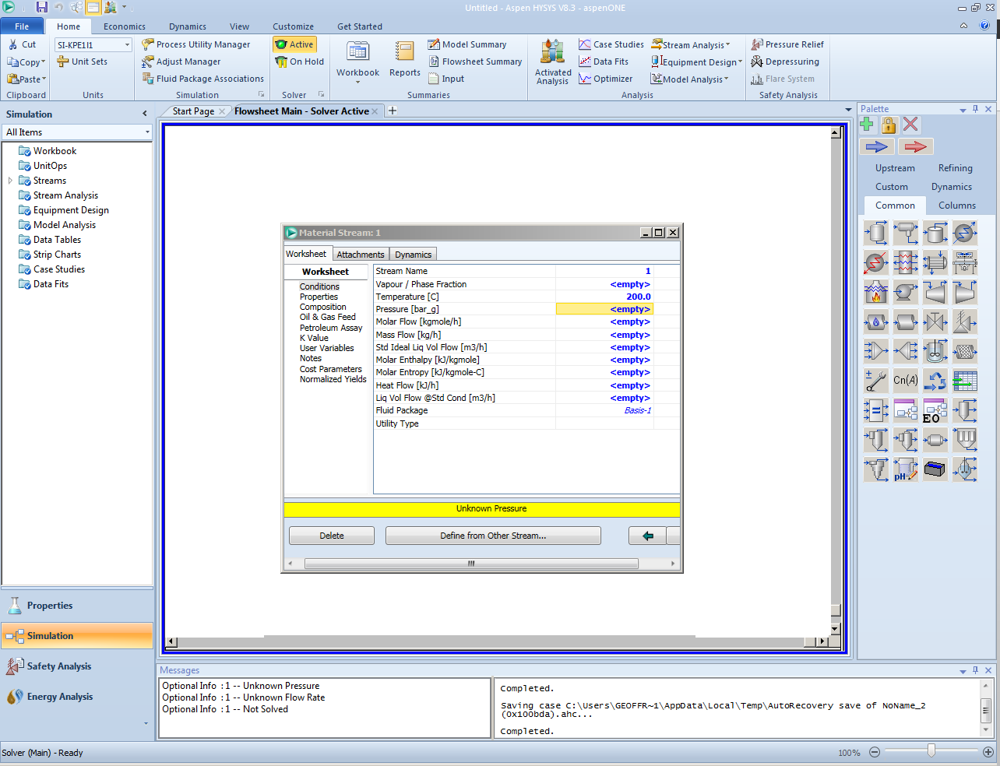 Untitled - Aspen HYSYS V8.3 - aspenONE
File
Home
Economics
Dynamics
View
Customize
Get Started
Cut
Copy
Paste
Clipboard
SI-KPE1I1
Unit Sets
Units
Process Utility Manager
Adjust Manager
Fluid Package Associations
Simulation
Active
On Hold
Solver
Workbook
Reports
Model Summary
Flowsheet Summary
Input
Summaries
Activated
Analysis
Case Studies
Data Fits
Optimizer
Stream Analysis
Equipment Design
Model Analysis
Analysis
Pressure Relief
Depressuring
Flare System
Safety Analysis
Simulation
All Items
Workbook
UnitOps
Streams
Stream Analysis
Equipment Design
Model Analysis
Data Tables
Strip Charts
Case Studies
Data Fits
Properties
Simulation
Safety Analysis
Energy Analysis
Start Page
Flowsheet Main - Solver Active
Material Stream: 1
Worksheet
Attachments
Dynamics
Worksheet
Conditions
Properties
Composition
Oil & Gas Feed
Petroleum Assay
K Value
User Variables
Notes
Cost Parameters
Normalized Yields
Stream Name 1
Vapour / Phase Fraction <empty>
Temperature [C] 200.0
Pressure [bar_g] <empty>
Molar Flow [kgmole/h] <empty>
Mass Flow [kg/h] <empty>
Std Ideal Liq Vol Flow [m3/h] <empty>
Molar Enthalpy [kJ/kgmole] <empty>
Molar Entropy [kJ/kgmole-C] <empty>
Heat Flow [kJ/h] <empty>
Liq Vol Flow @Std Cond [m3/h] <empty>
Fluid Package Basis-1
Utility Type
Unknown Pressure
Delete
Define from Other Stream...
Palette
Upstream
Refining
Custom
Dynamics
Common
Columns
Cn(A)
EO
pH
Messages
Optional Info : 1 -- Unknown Pressure
Optional Info : 1 -- Unknown Flow Rate
Optional Info : 1 -- Not Solved
Completed.
Saving case C:\Users\GEOFFR~1\AppData\Local\Temp\AutoRecovery save of NoName_2
(0x100bda).ahc...
Completed.
Solver (Main) - Ready
100%